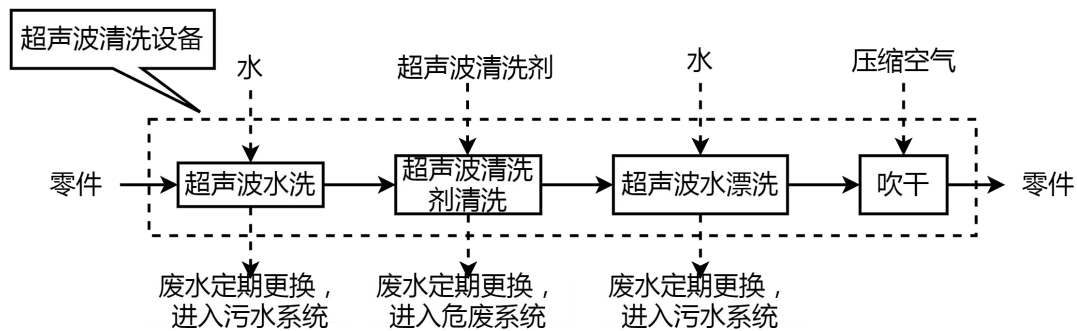 超声波清洗设备
水
超声波清洗剂
水
压缩空气
零件
超声波水洗
超声波清洗
剂清洗
超声波水漂洗
吹干
零件
废水定期更换，
进入污水系统
废水定期更换，
进入危废系统
废水定期更换，
进入污水系统